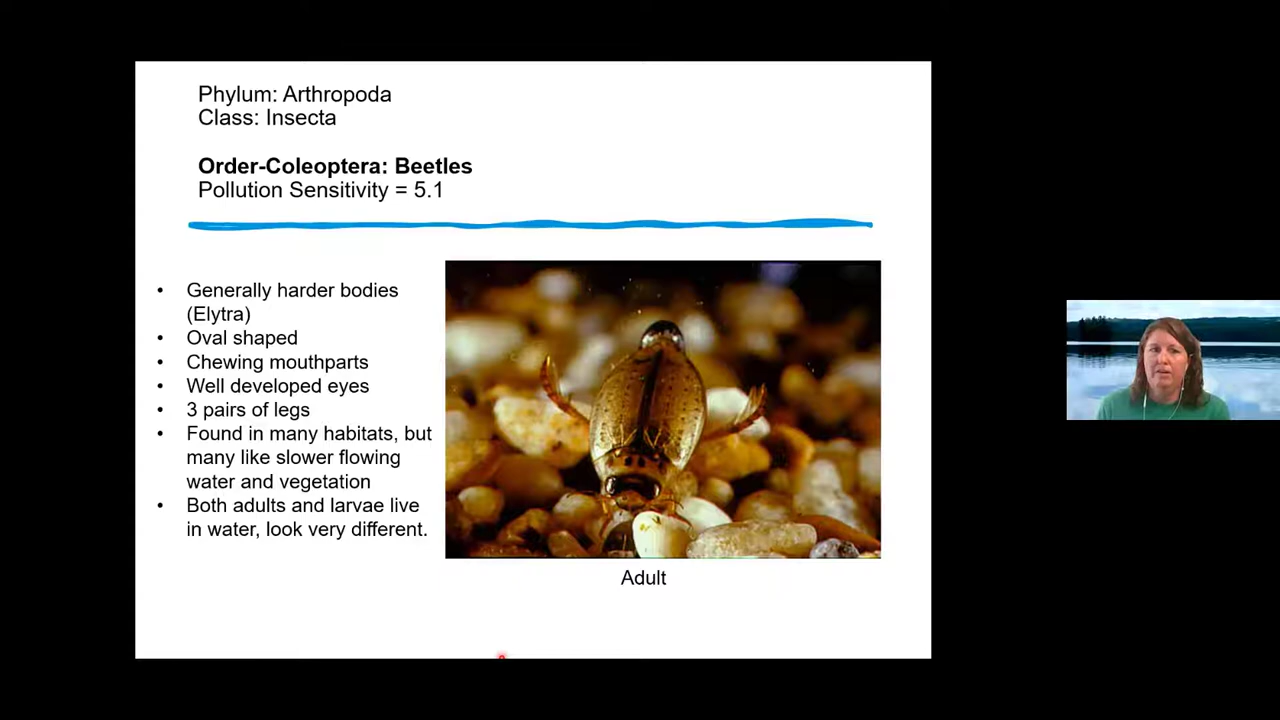 Phylum: Arthropoda
Class: Insecta
Order-Coleoptera: Beetles
Pollution Sensitivity = 5.1
• Generally harder bodies
(Elytra)
• Oval shaped
• Chewing mouthparts
• Well developed eyes
• 3 pairs of legs
• Found in many habitats, but
many like slower flowing
water and vegetation
• Both adults and larvae live
in water, look very different.
Adult